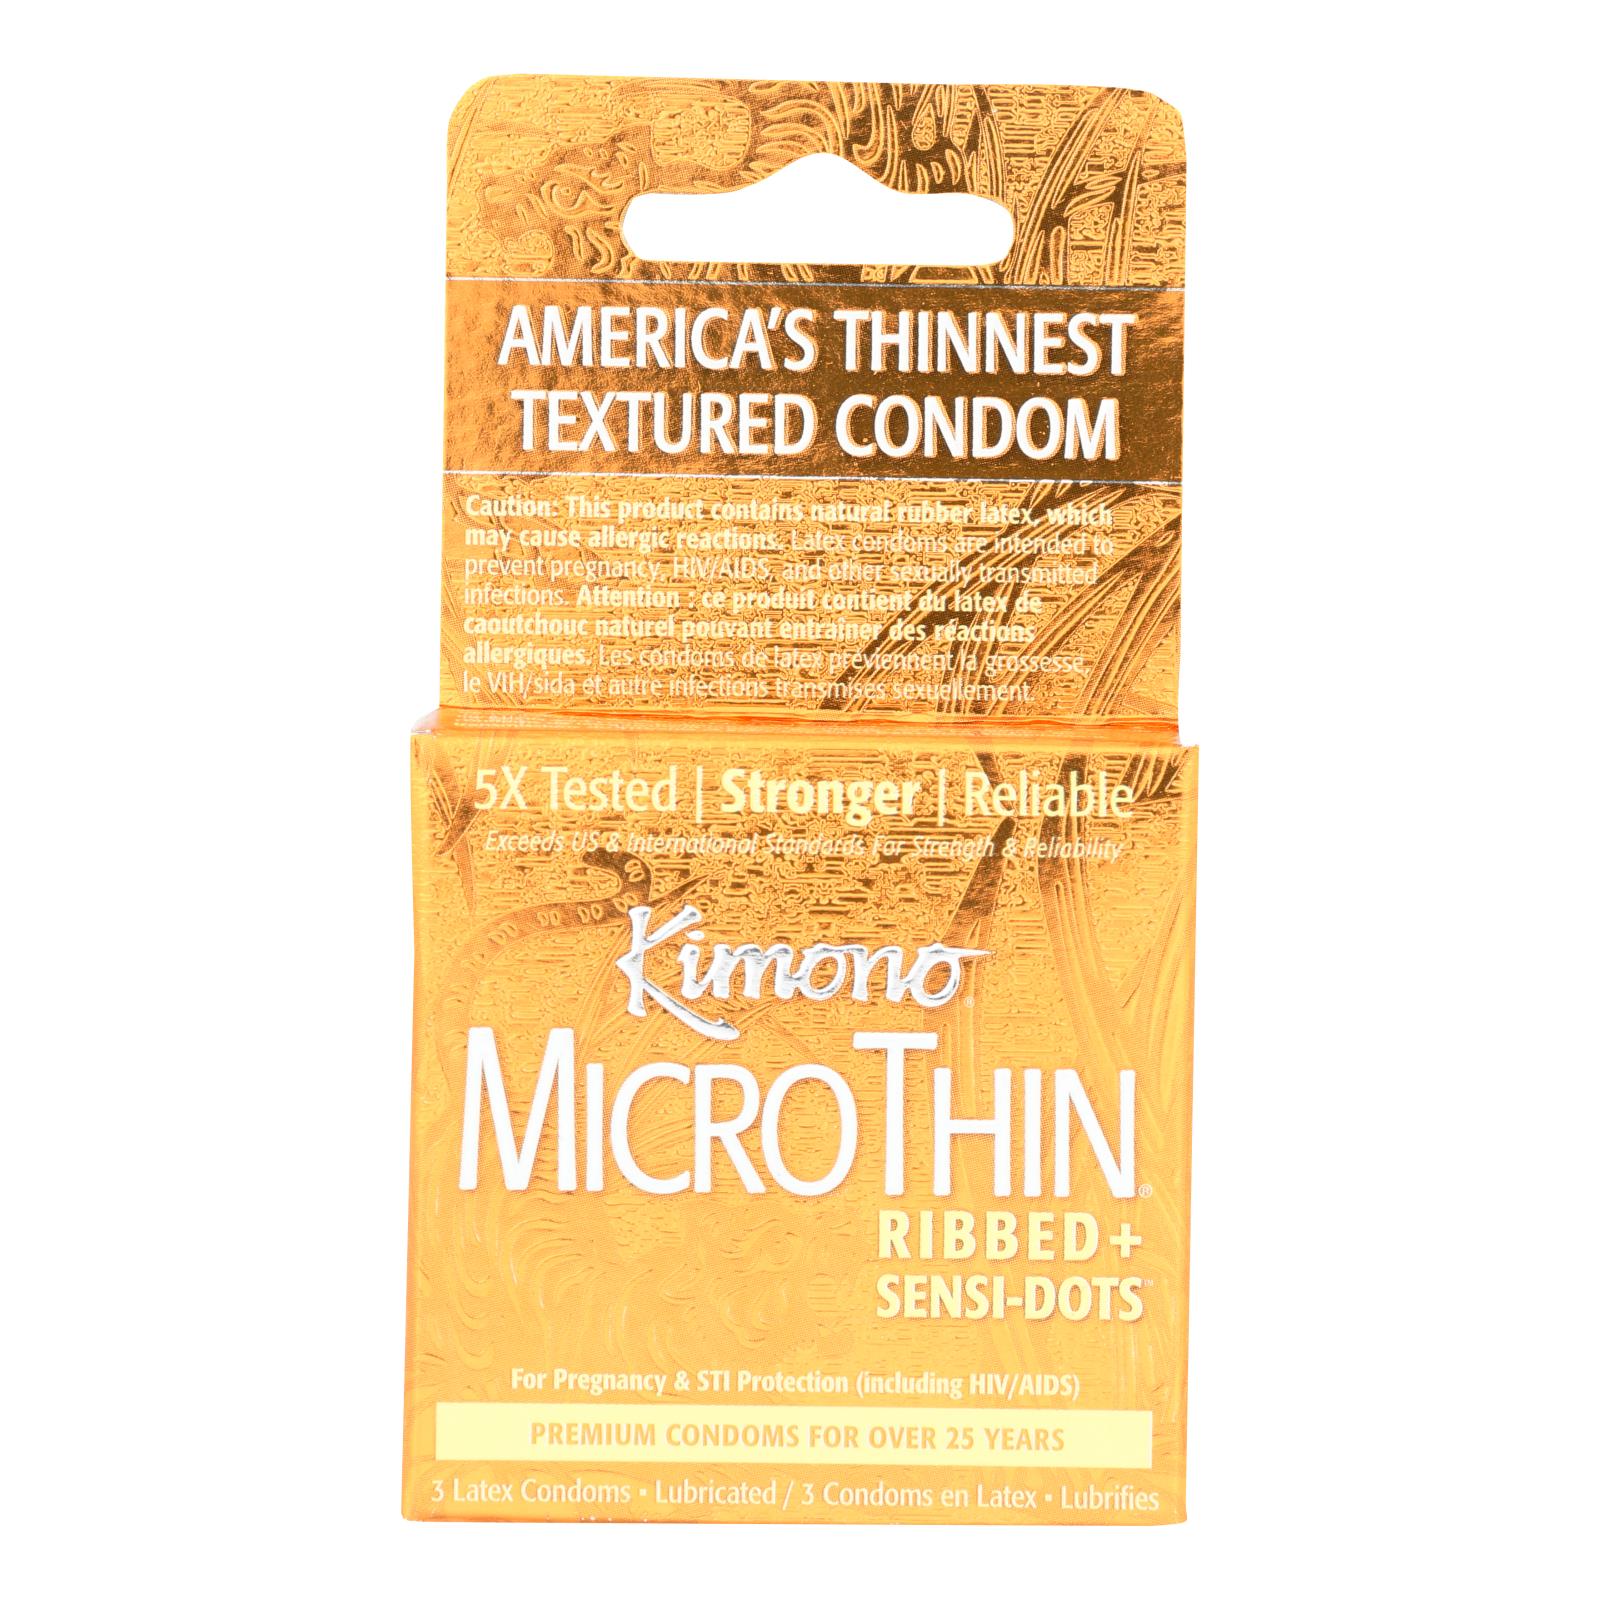 AMERICA'S THINNEST
TEXTURED CONDOM
Caution: This product contains natural rubber latex, which
may cause allergic reactions. Latex condoms are intended to
prevent pregnancy, HIV/AIDS, and other sexually transmitted
infections. Attention : ce produit contient du latex de
caoutchouc naturel pouvant entraîner des réactions
allergiques. Les condoms de latex préviennent la grossesse,
le VIH/sida et autre infections transmises sexuellement.
5X Tested | Stronger | Reliable
Exceeds US & International Standards For Strength & Reliability
Kimono®
MICROTHIN®
RIBBED +
SENSI-DOTS™
For Pregnancy & STI Protection (including HIV/AIDS)
PREMIUM CONDOMS FOR OVER 25 YEARS
3 Latex Condoms • Lubricated / 3 Condoms en Latex • Lubrifies